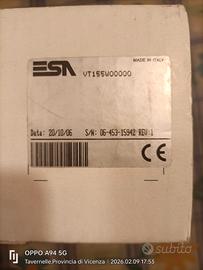 MADE IN ITALY
ESA
VT155W00000
Data: 20/10/06
S/N: 06-453-15942 REV.1
CE
OPPO A94 5G
Tavernelle,Provincia di Vicenza | 2026/02/09 17:55
subito